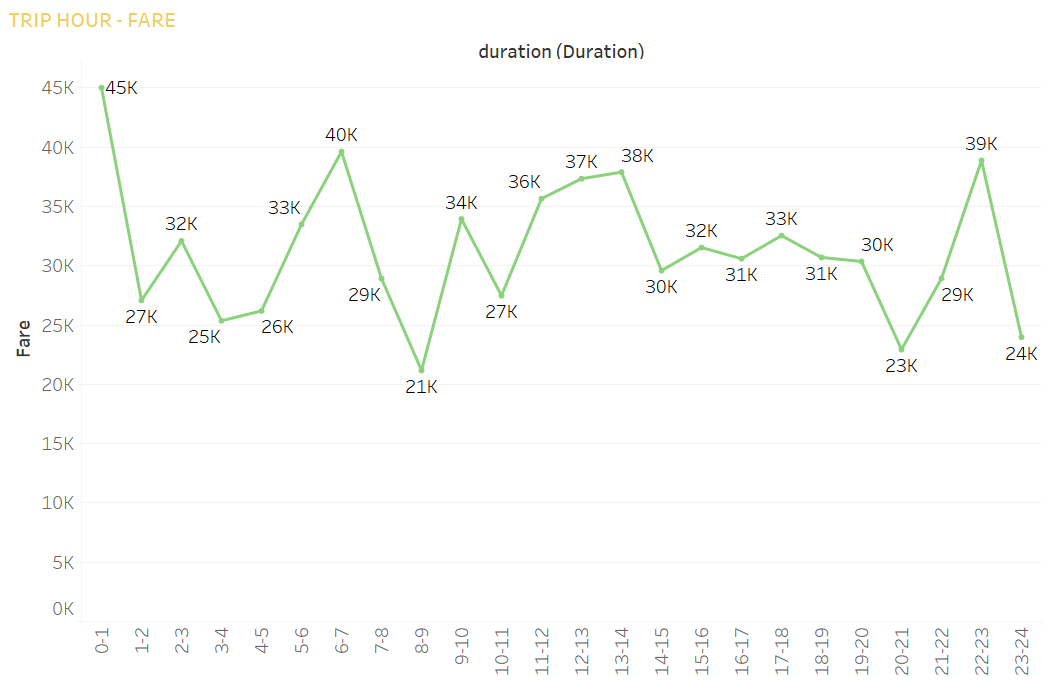 TRIP HOUR - FARE
duration (Duration)
45K
40K
35K
30K
25K
20K
15K
10K
5K
0K
Fare
45K
27K
32K
25K
26K
33K
40K
29K
21K
34K
27K
36K
37K
38K
30K
32K
31K
33K
31K
30K
23K
29K
39K
24K
0-1
1-2
2-3
3-4
4-5
5-6
6-7
7-8
8-9
9-10
10-11
11-12
12-13
13-14
14-15
15-16
16-17
17-18
18-19
19-20
20-21
21-22
22-23
23-24